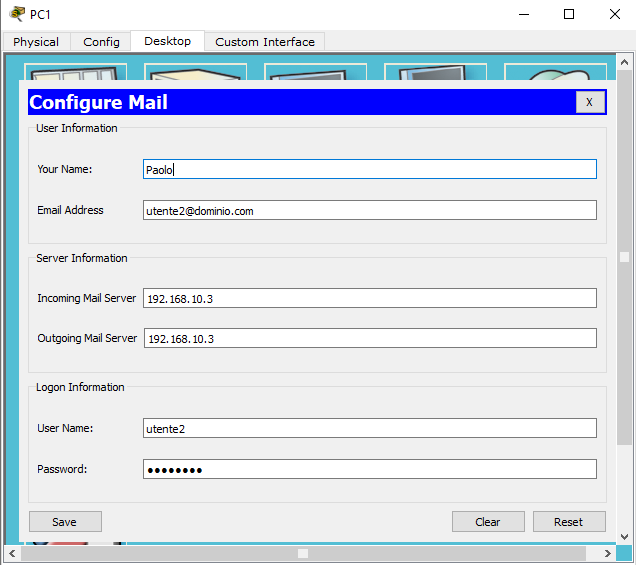 PC1
Physical Config Desktop Custom Interface
Configure Mail X
User Information
Your Name: Paolo
Email Address utente2@dominio.com
Server Information
Incoming Mail Server 192.168.10.3
Outgoing Mail Server 192.168.10.3
Logon Information
User Name: utente2
Password: ●●●●●●●●
Save Clear Reset